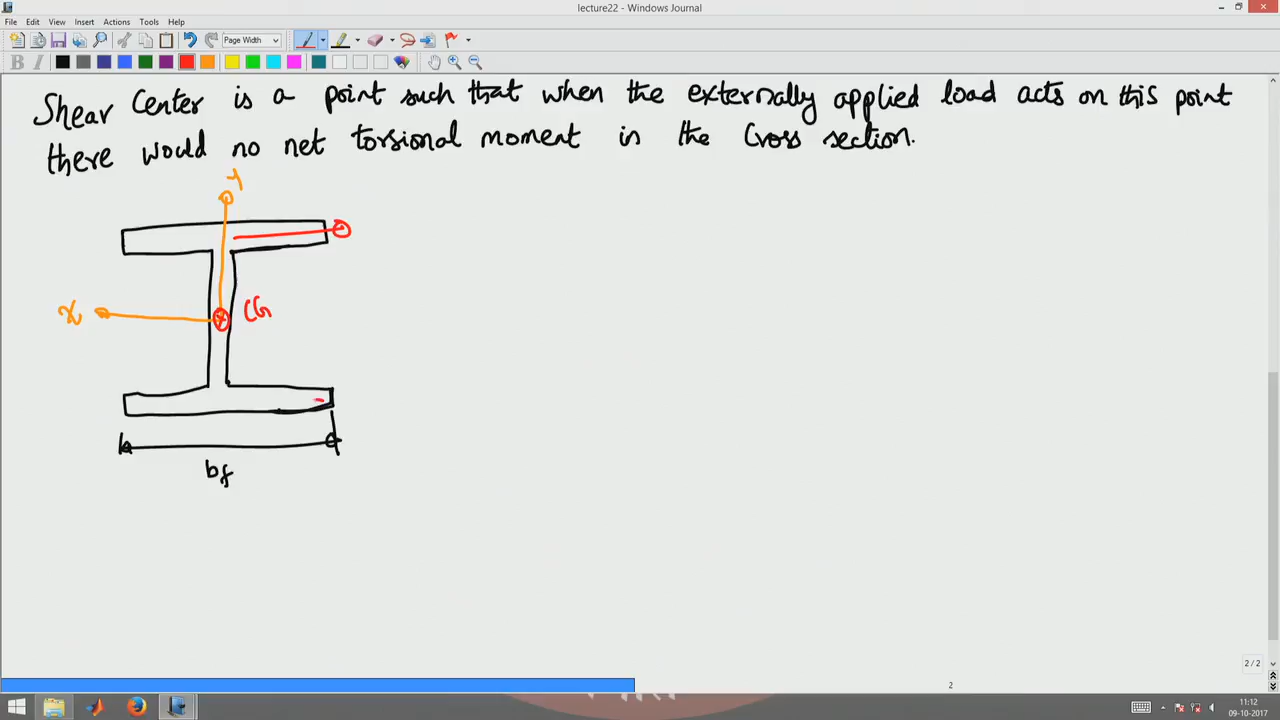 lecture22 - Windows Journal
File Edit View Insert Actions Tools Help
Page Width
B I
Shear Center is a point such that when the externally applied load acts on this point
there would no net torsional moment in the Cross section.
y
x
CG
bf
2 / 2
2
11:12
09-10-2017